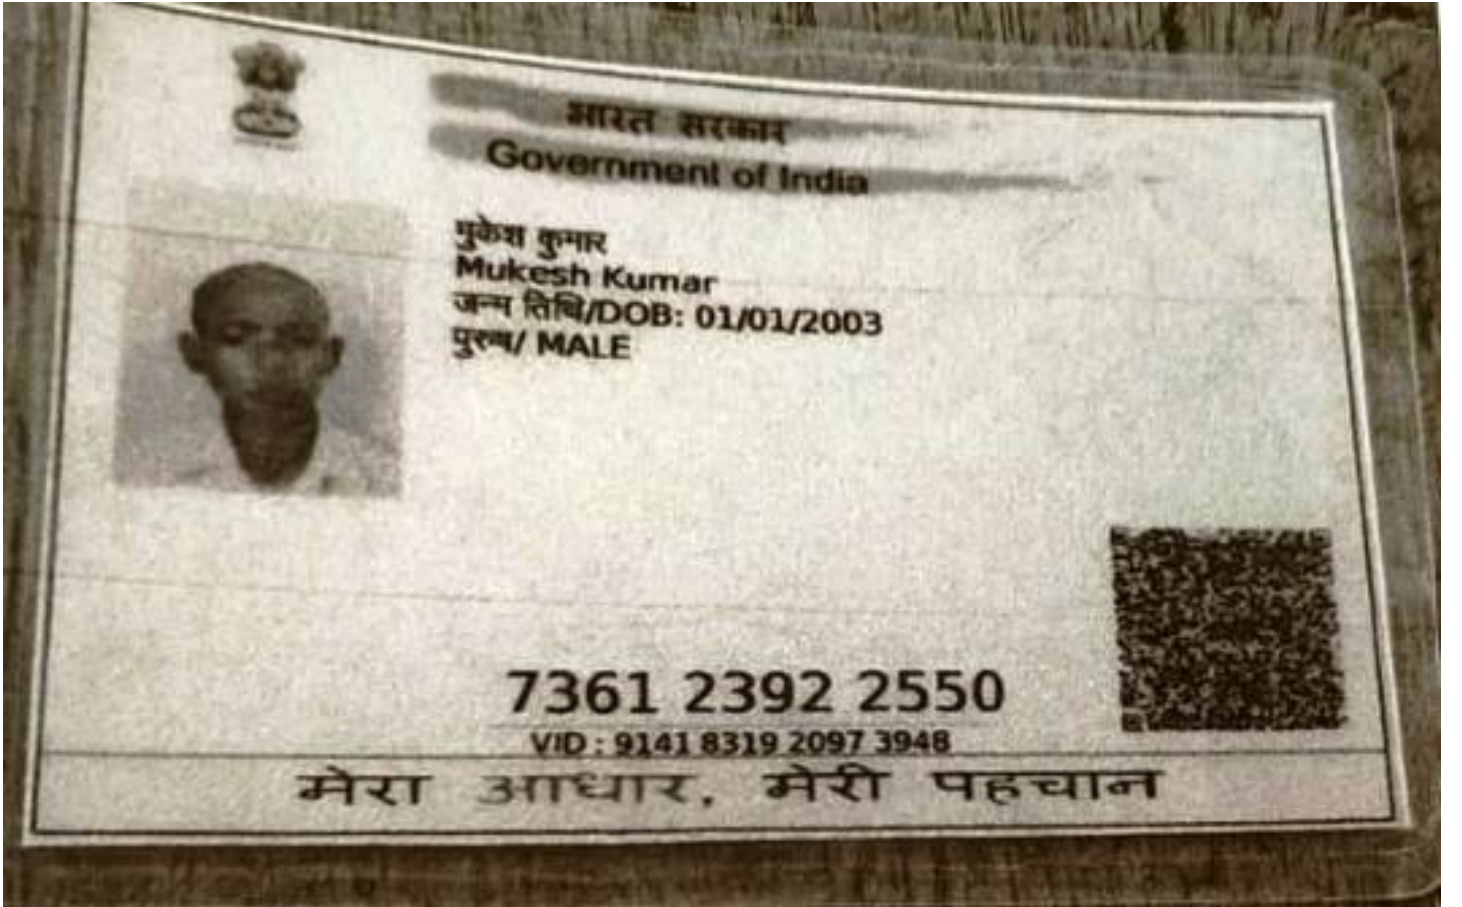 भारत सरकार
Government of India
मुकेश कुमार
Mukesh Kumar
जन्म तिथि/DOB: 01/01/2003
पुरुष/ MALE
7361 2392 2550
VID : 9141 8319 2097 3948
मेरा आधार, मेरी पहचान